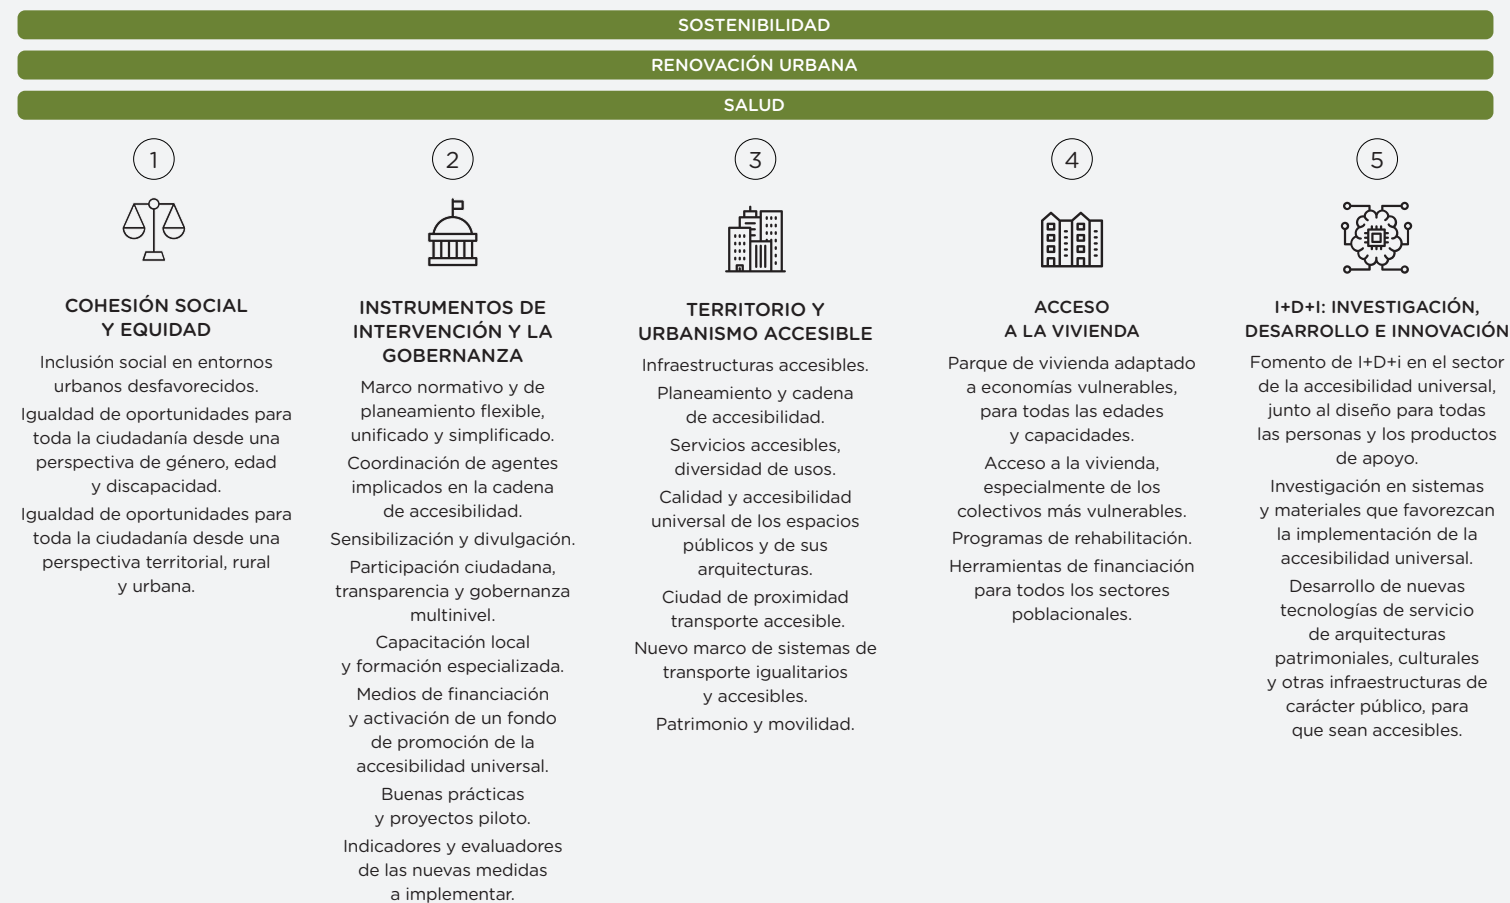 SOSTENIBILIDAD
RENOVACIÓN URBANA
SALUD
1
COHESIÓN SOCIAL
Y EQUIDAD
Inclusión social en entornos
urbanos desfavorecidos.
Igualdad de oportunidades para
toda la ciudadanía desde una
perspectiva de género, edad
y discapacidad.
Igualdad de oportunidades para
toda la ciudadanía desde una
perspectiva territorial, rural
y urbana.
2
INSTRUMENTOS DE
INTERVENCIÓN Y LA
GOBERNANZA
Marco normativo y de
planeamiento flexible,
unificado y simplificado.
Coordinación de agentes
implicados en la cadena
de accesibilidad.
Sensibilización y divulgación.
Participación ciudadana,
transparencia y gobernanza
multinivel.
Capacitación local
y formación especializada.
Medios de financiación
y activación de un fondo
de promoción de la
accesibilidad universal.
Buenas prácticas
y proyectos piloto.
Indicadores y evaluadores
de las nuevas medidas
a implementar.
3
TERRITORIO Y
URBANISMO ACCESIBLE
Infraestructuras accesibles.
Planeamiento y cadena
de accesibilidad.
Servicios accesibles,
diversidad de usos.
Calidad y accesibilidad
universal de los espacios
públicos y de sus
arquitecturas.
Ciudad de proximidad
transporte accesible.
Nuevo marco de sistemas de
transporte igualitarios
y accesibles.
Patrimonio y movilidad.
4
ACCESO
A LA VIVIENDA
Parque de vivienda adaptado
a economías vulnerables,
para todas las edades
y capacidades.
Acceso a la vivienda,
especialmente de los
colectivos más vulnerables.
Programas de rehabilitación.
Herramientas de financiación
para todos los sectores
poblacionales.
5
I+D+I: INVESTIGACIÓN,
DESARROLLO E INNOVACIÓN
Fomento de I+D+i en el sector
de la accesibilidad universal,
junto al diseño para todas
las personas y los productos
de apoyo.
Investigación en sistemas
y materiales que favorezcan
la implementación de la
accesibilidad universal.
Desarrollo de nuevas
tecnologías de servicio
de arquitecturas
patrimoniales, culturales
y otras infraestructuras de
carácter público, para
que sean accesibles.